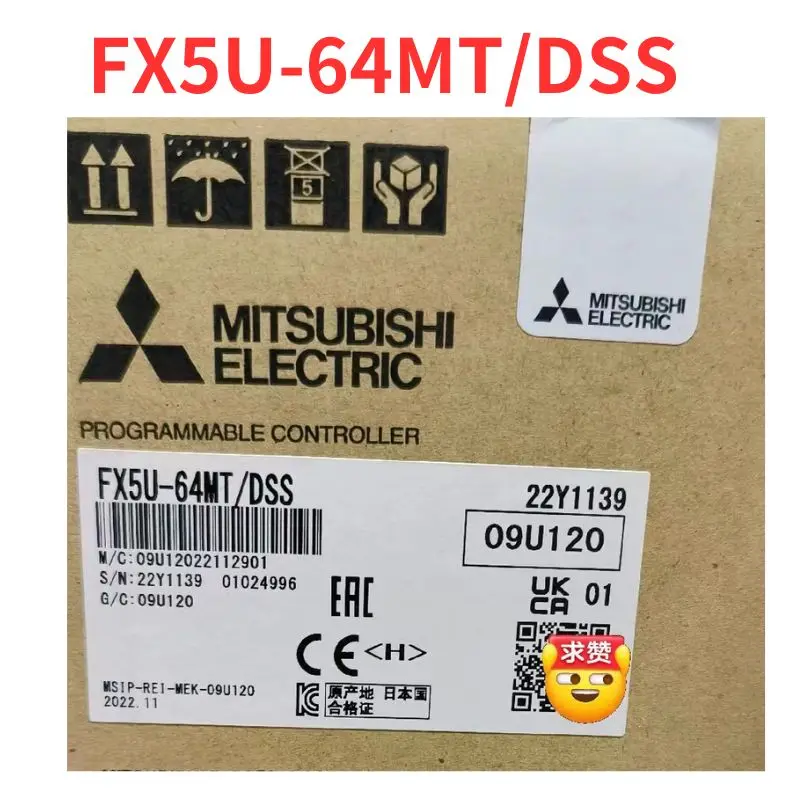 FX5U-64MT/DSS
5
MITSUBISHI
ELECTRIC
MITSUBISHI
ELECTRIC
PROGRAMMABLE CONTROLLER
FX5U-64MT/DSS
22Y1139
09U120
M/C:09U12022112901
S/N:22Y1139 01024996
G/C:09U120
EAC
UK
CA 01
CE <H>
求赞
MSIP-REI-MEK-09U120
2022.11
原产地 日本国
合格证